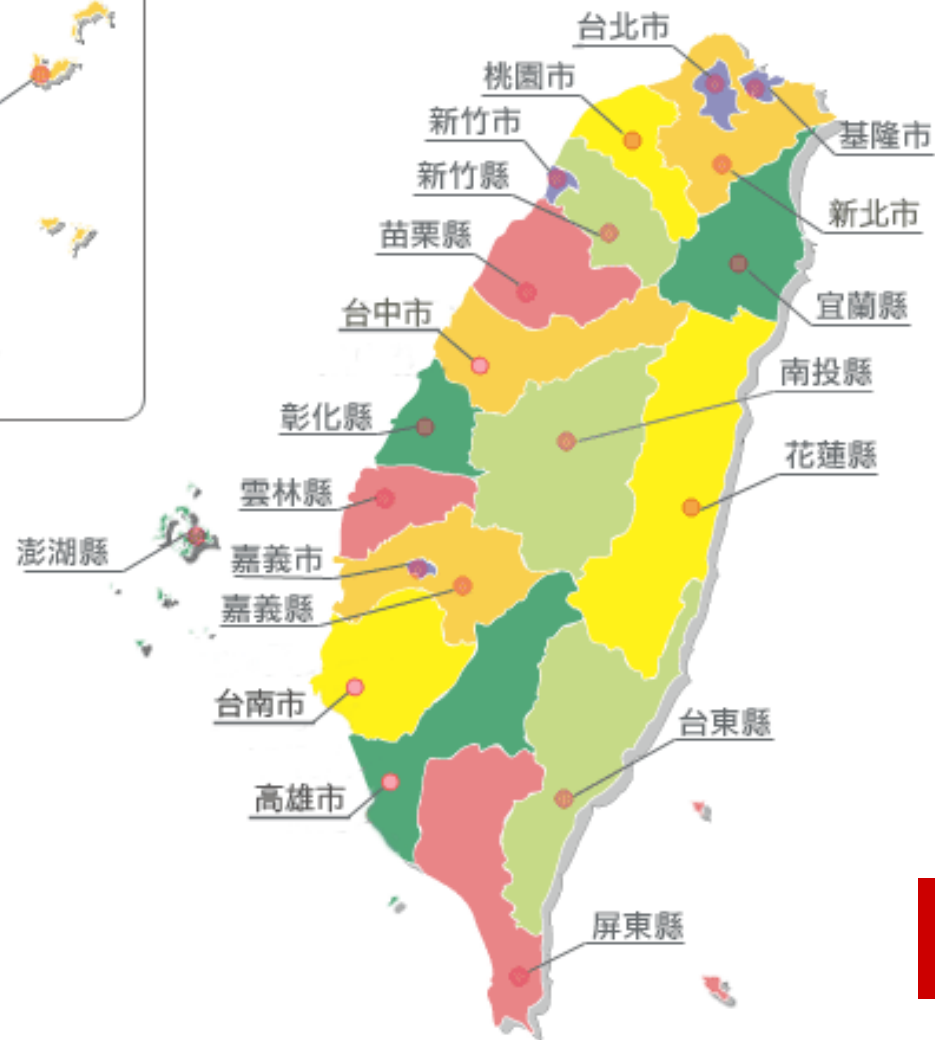 台北市
桃園市
新竹市
基隆市
新竹縣
新北市
苗栗縣
宜蘭縣
台中市
南投縣
彰化縣
花蓮縣
雲林縣
澎湖縣
嘉義市
嘉義縣
台南市
台東縣
高雄市
屏東縣